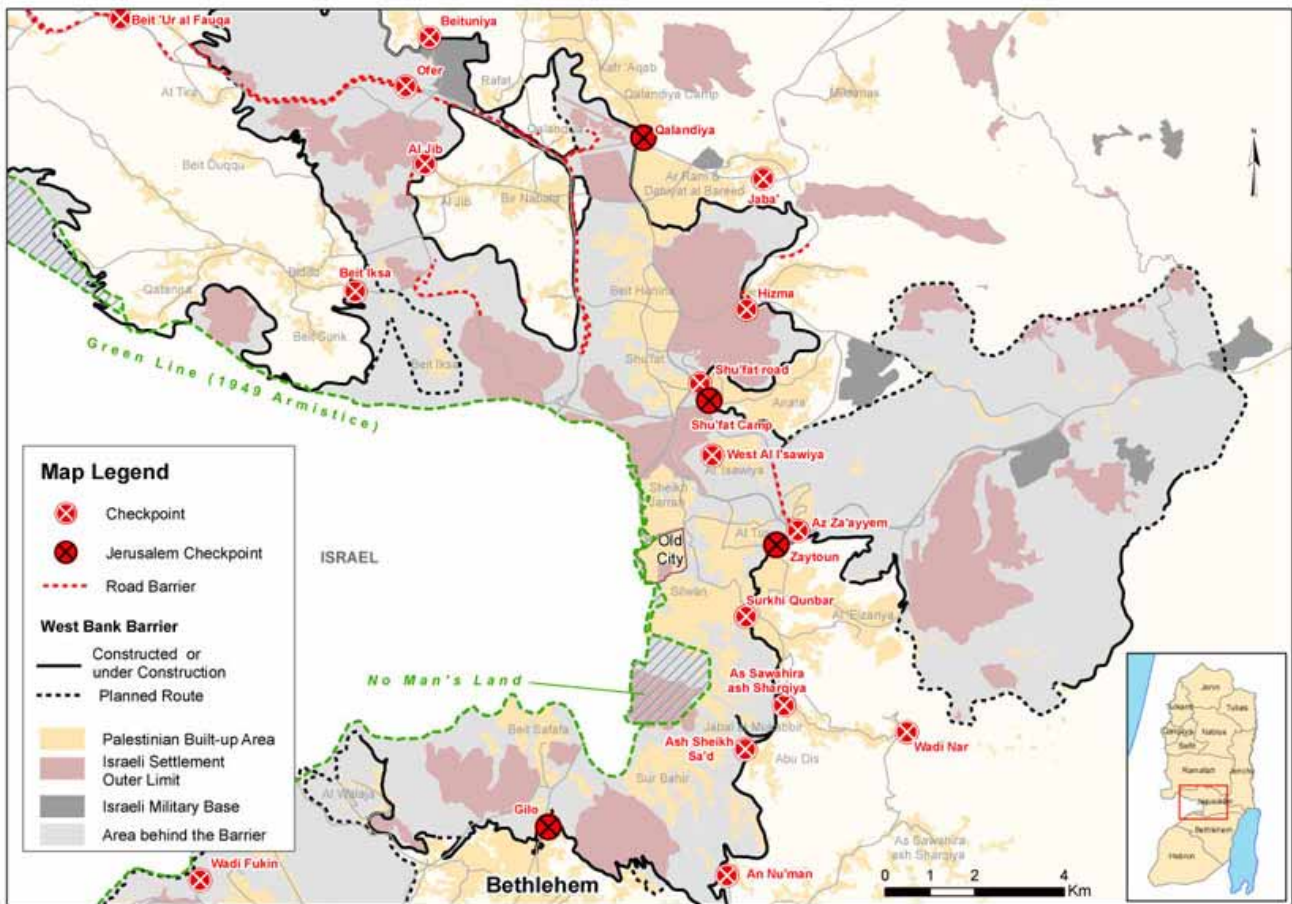 Beit 'Ur al Fauqa
Beituniya
Ofer
Rafat
Kafr 'Aqab
Qalandiya Camp
Mikhmas
At Tira
Qalandiya
Qalandiya
Al Jib
Beit Duqqu
Ar Ram &
Dahiyat al Bareed
Jaba'
Al Jib
Bir Nabala
Beit Iksa
Biddu
Qatanna
Beit Surik
Beit Iksa
Beit Hanina
Hizma
Green Line (1949 Armistice)
Shu'fat
Shu'fat road
Anata
Shu'fat Camp
West Al I'sawiya
Al 'Isawiya
Sheikh
Jarrah
Az Za'ayyem
Old
City
At Tur
Zaytoun
ISRAEL
Silwan
Surkhi Qunbar
Al 'Eizariya
As Sawahira
ash Sharqiya
No Man's Land
Jabal al Mukabbir
Wadi Nar
Beit Safafa
Ash Sheikh
Sa'd
Abu Dis
Sur Bahir
Al Walaja
Gilo
As Sawahira
ash Sharqiya
Wadi Fukin
Bethlehem
An Nu'man
Map Legend
Checkpoint
Jerusalem Checkpoint
Road Barrier
West Bank Barrier
Constructed or
under Construction
Planned Route
Palestinian Built-up Area
Israeli Settlement
Outer Limit
Israeli Military Base
Area behind the Barrier
N
0 1 2 4
Km
Jenin
Tubas
Nablus
Ramallah
Bethlehem
Hebron